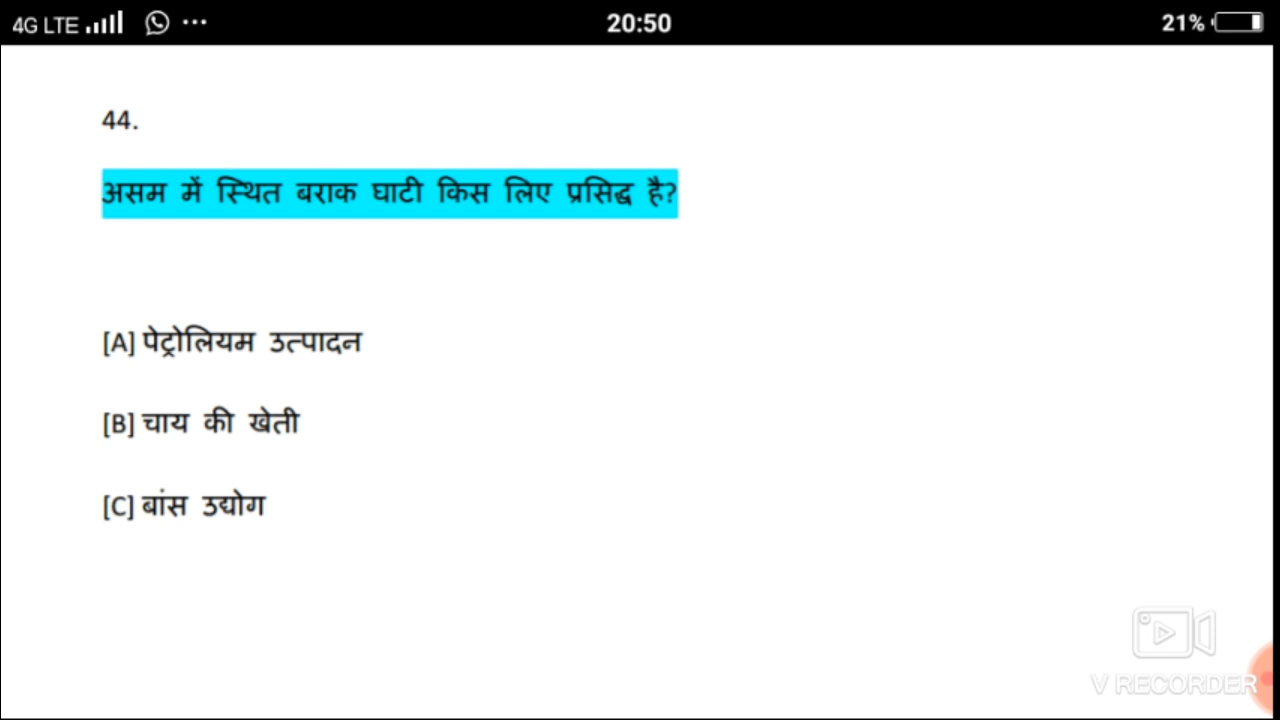 4G LTE 20:50 21%
44.
असम में स्थित बराक घाटी किस लिए प्रसिद्ध है?
[A] पेट्रोलियम उत्पादन
[B] चाय की खेती
[C] बांस उद्योग
V RECORDER